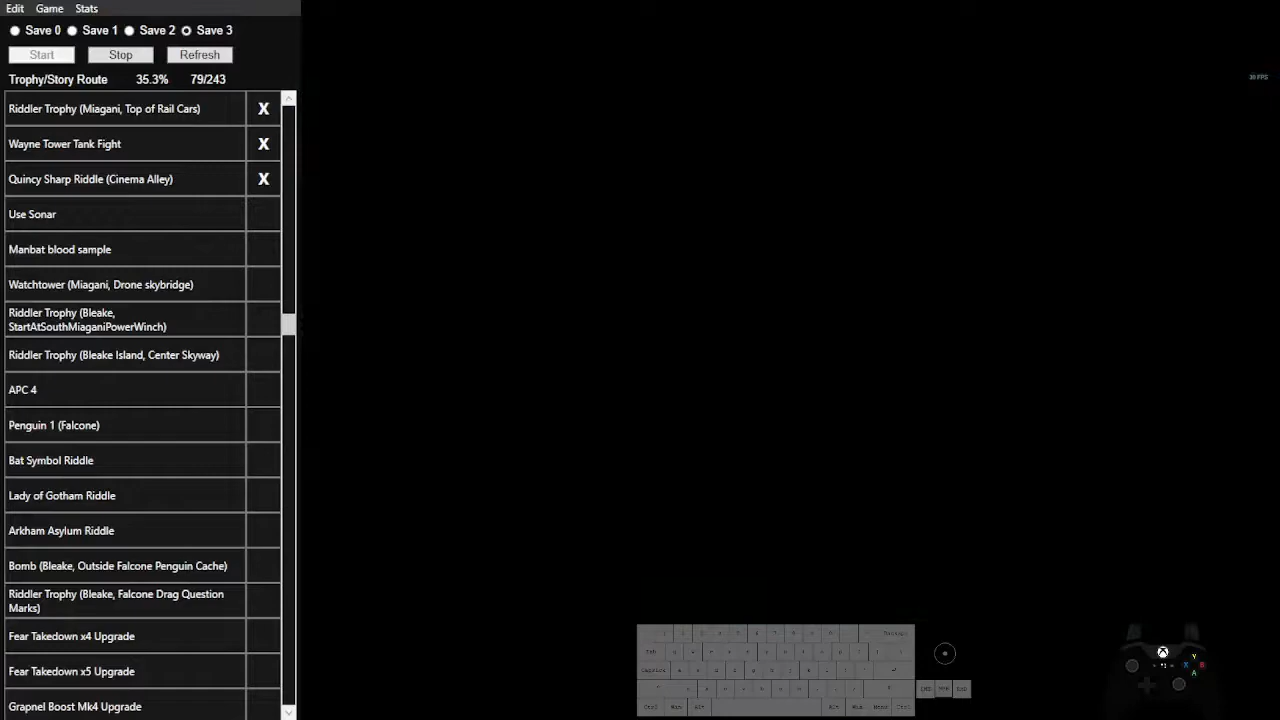 Edit Game Stats
Save 0 Save 1 Save 2 Save 3
Start Stop Refresh
Trophy/Story Route 35.3% 79/243
Riddler Trophy (Miagani, Top of Rail Cars) X
Wayne Tower Tank Fight X
Quincy Sharp Riddle (Cinema Alley) X
Use Sonar
Manbat blood sample
Watchtower (Miagani, Drone skybridge)
Riddler Trophy (Bleake,
StartAtSouthMiaganiPowerWinch)
Riddler Trophy (Bleake Island, Center Skyway)
APC 4
Penguin 1 (Falcone)
Bat Symbol Riddle
Lady of Gotham Riddle
Arkham Asylum Riddle
Bomb (Bleake, Outside Falcone Penguin Cache)
Riddler Trophy (Bleake, Falcone Drag Question
Marks)
Fear Takedown x4 Upgrade
Fear Takedown x5 Upgrade
Grapnel Boost Mk4 Upgrade
30 FPS
Y
X B
A